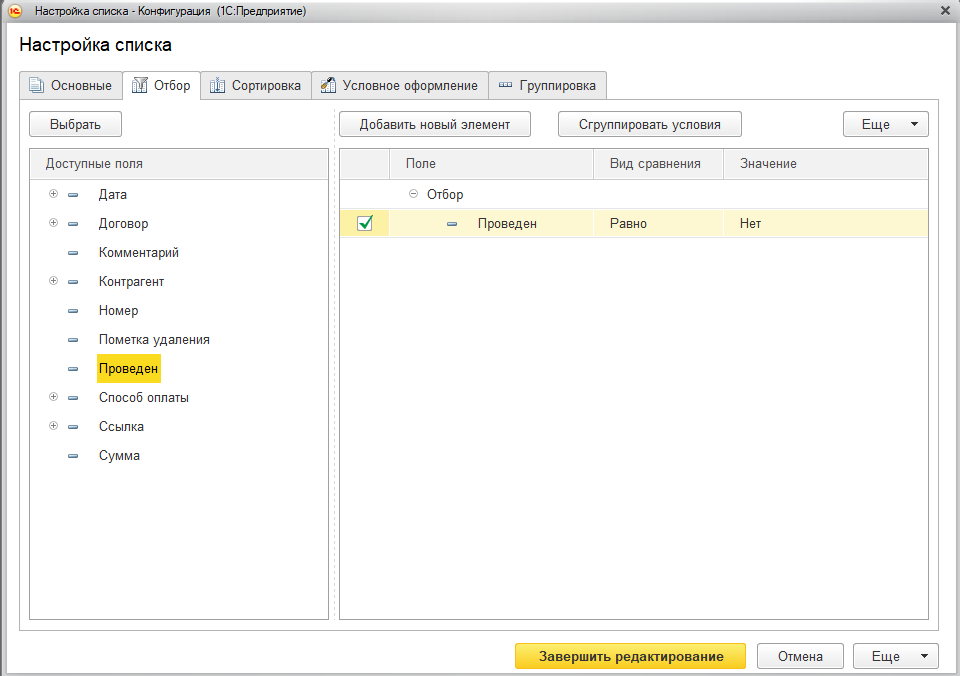 Настройка списка - Конфигурация (1С:Предприятие)
Настройка списка
Основные Отбор Сортировка Условное оформление Группировка
Выбрать Добавить новый элемент Сгруппировать условия Еще
Доступные поля Поле Вид сравнения Значение
Дата Отбор
Договор Проведен Равно Нет
Комментарий
Контрагент
Номер
Пометка удаления
Проведен
Способ оплаты
Ссылка
Сумма
Завершить редактирование Отмена Еще